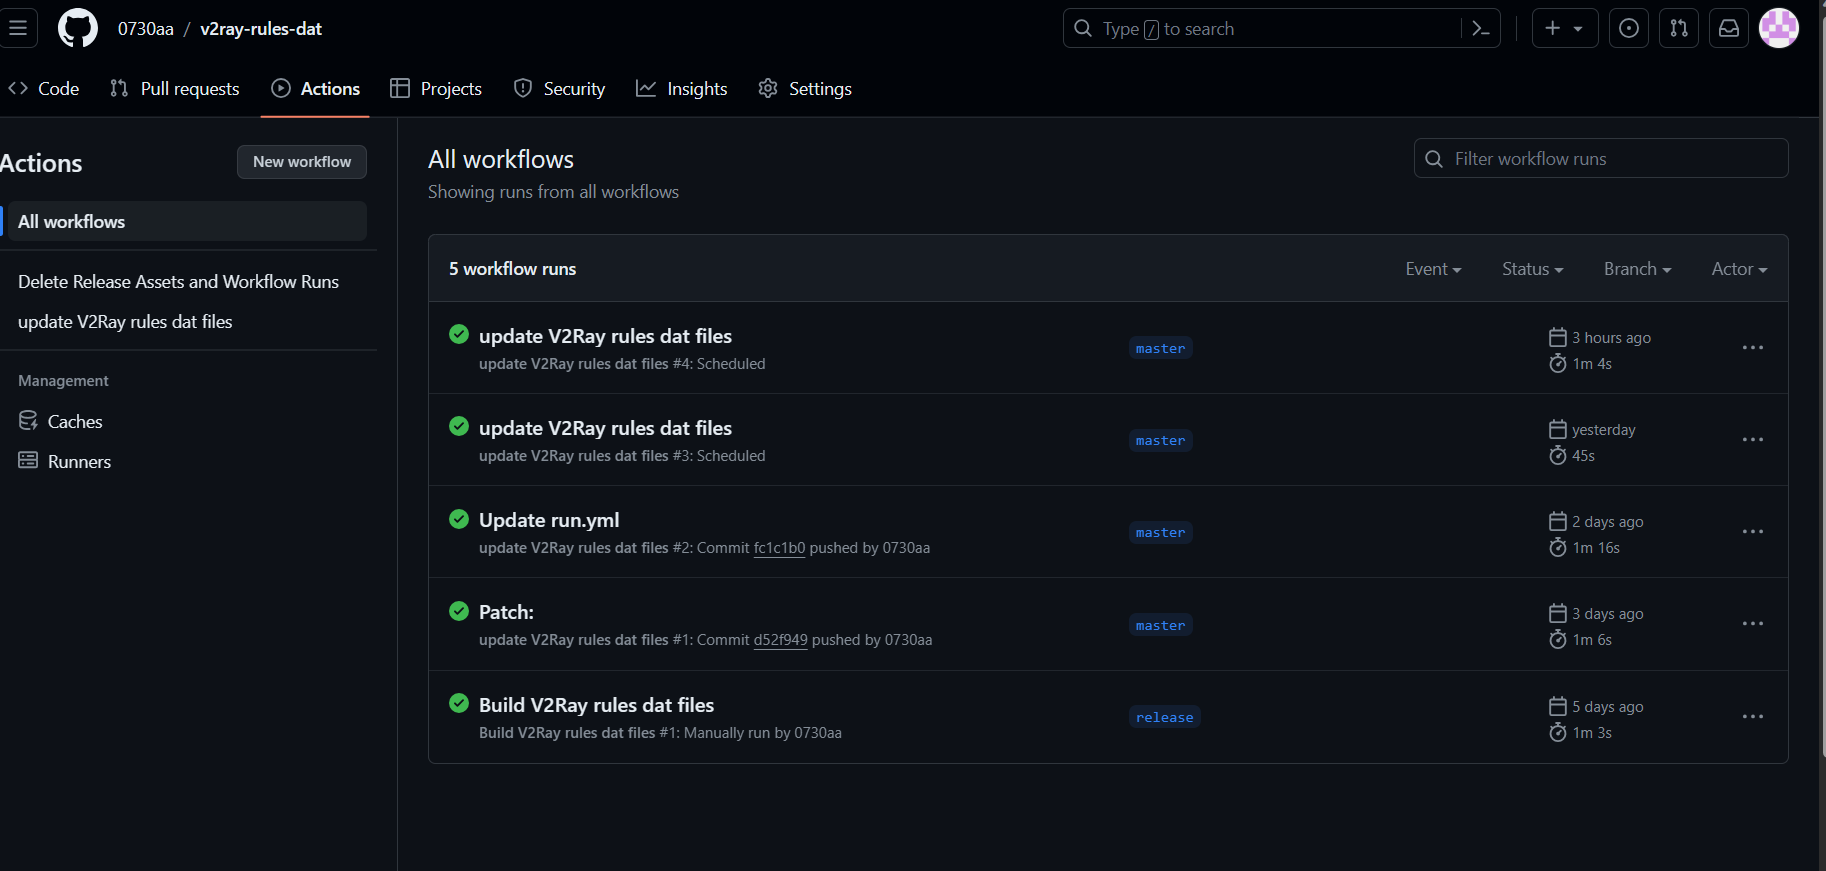 0730aa / v2ray-rules-dat
Type / to search
Code
Pull requests
Actions
Projects
Security
Insights
Settings
Actions
New workflow
All workflows
Delete Release Assets and Workflow Runs
update V2Ray rules dat files
Management
Caches
Runners
All workflows
Showing runs from all workflows
Filter workflow runs
5 workflow runs
Event
Status
Branch
Actor
update V2Ray rules dat files
update V2Ray rules dat files #4: Scheduled
master
3 hours ago
1m 4s
update V2Ray rules dat files
update V2Ray rules dat files #3: Scheduled
master
yesterday
45s
Update run.yml
update V2Ray rules dat files #2: Commit fc1c1b0 pushed by 0730aa
master
2 days ago
1m 16s
Patch:
update V2Ray rules dat files #1: Commit d52f949 pushed by 0730aa
master
3 days ago
1m 6s
Build V2Ray rules dat files
Build V2Ray rules dat files #1: Manually run by 0730aa
release
5 days ago
1m 3s